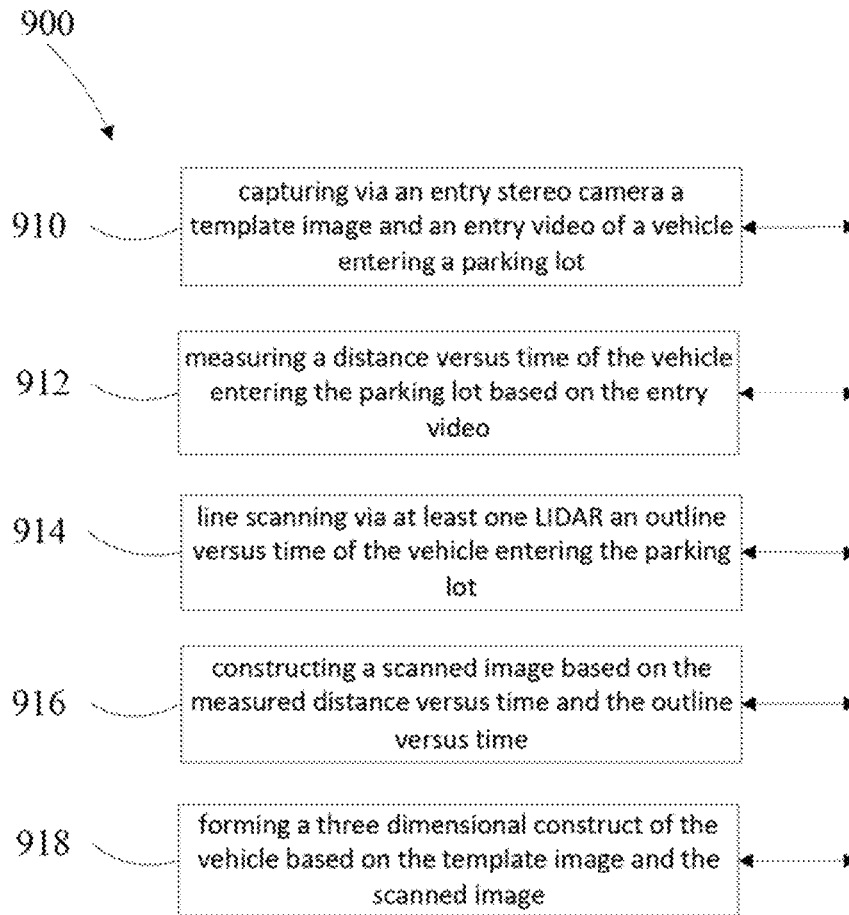 900
910
capturing via an entry stereo camera a
template image and an entry video of a vehicle
entering a parking lot
912
measuring a distance versus time of the vehicle
entering the parking lot based on the entry
video
914
line scanning via at least one LIDAR an outline
versus time of the vehicle entering the parking
lot
916
constructing a scanned image based on the
measured distance versus time and the outline
versus time
918
forming a three dimensional construct of the
vehicle based on the template image and the
scanned image